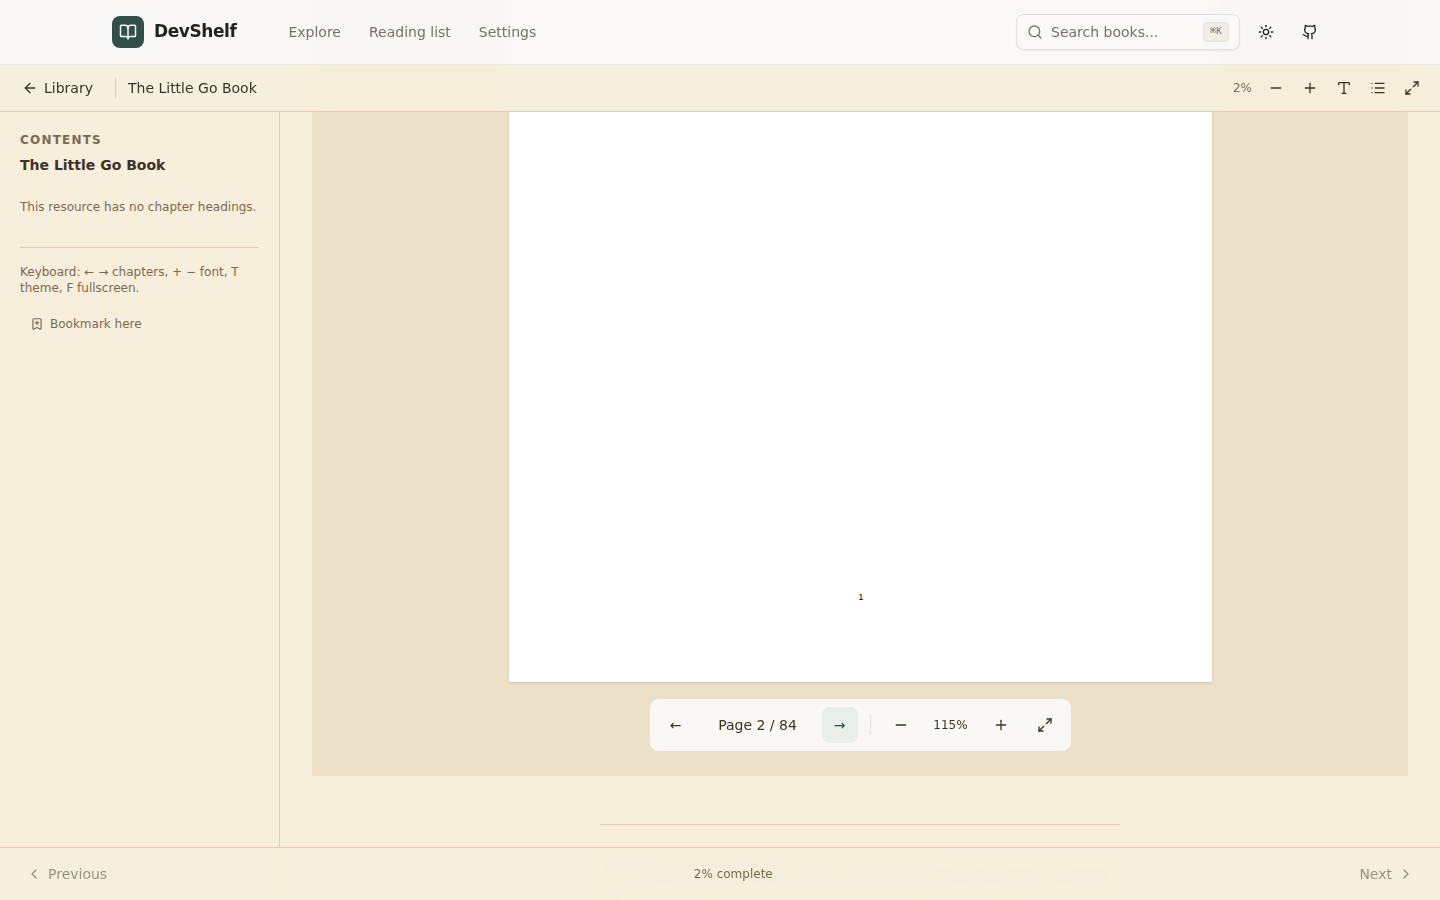 DevShelf
Explore
Reading list
Settings
Search books...
⌘K
← Library
The Little Go Book
2%
CONTENTS
The Little Go Book
This resource has no chapter headings.
Keyboard: ← → chapters, + − font, T
theme, F fullscreen.
Bookmark here
1
← Page 2 / 84 → − 115% +
Previous
2% complete
Next